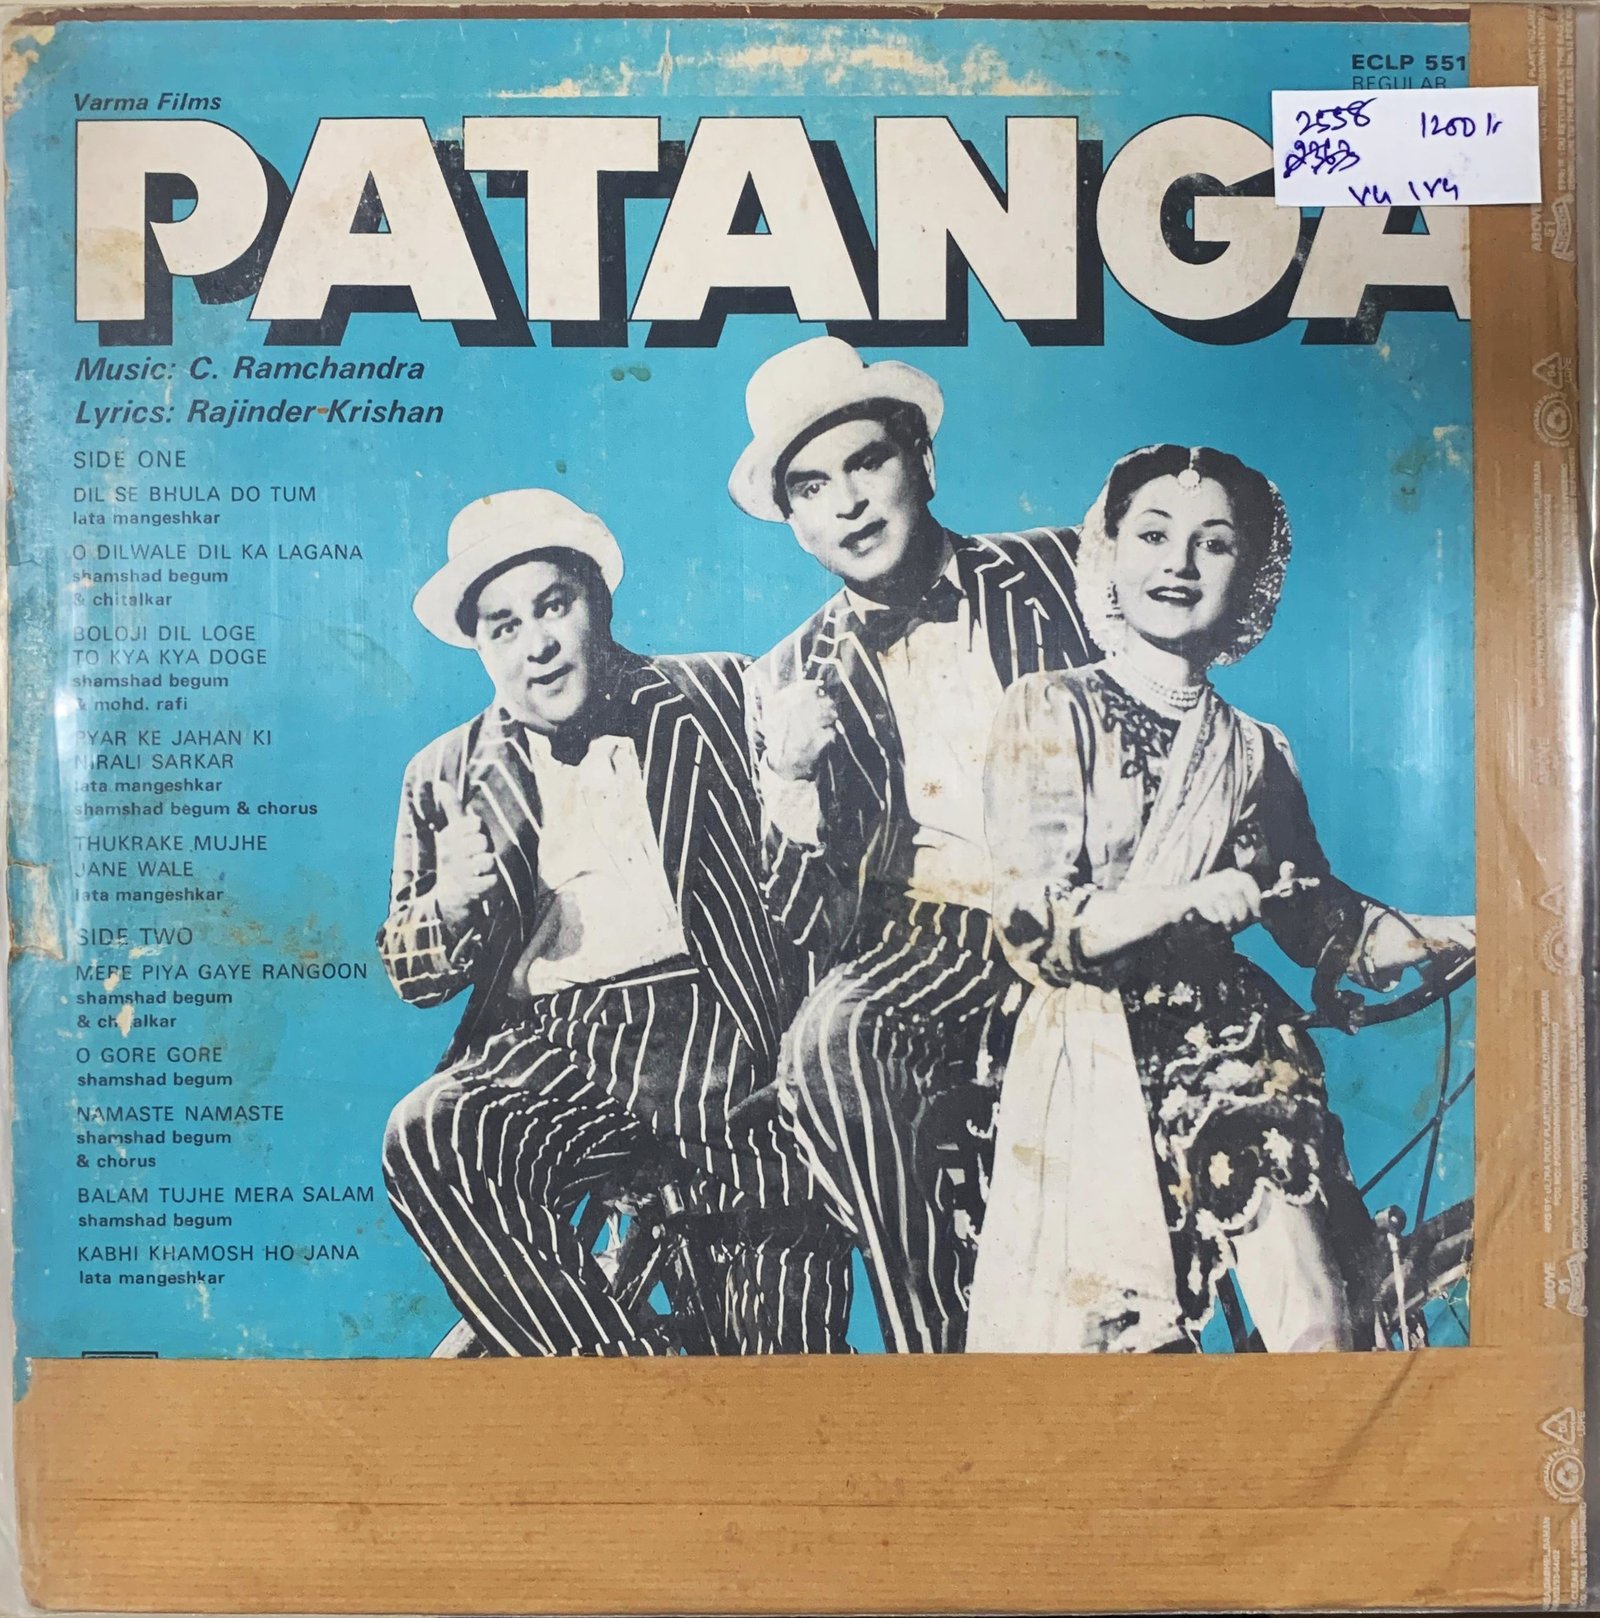 Varma Films
ECLP 551
REGULAR
2558 1200 Ir
PATANGA
Music: C. Ramchandra
Lyrics: Rajinder-Krishan
SIDE ONE
DIL SE BHULA DO TUM
lata mangeshkar
O DILWALE DIL KA LAGANA
shamshad begum
& chitalkar
BOLOJI DIL LOGE
TO KYA KYA DOGE
shamshad begum
& mohd. rafi
PYAR KE JAHAN KI
NIRALI SARKAR
lata mangeshkar
shamshad begum & chorus
THUKRAKE MUJHE
JANE WALE
lata mangeshkar
SIDE TWO
MERE PIYA GAYE RANGOON
shamshad begum
& chitalkar
O GORE GORE
shamshad begum
NAMASTE NAMASTE
shamshad begum
& chorus
BALAM TUJHE MERA SALAM
shamshad begum
KABHI KHAMOSH HO JANA
lata mangeshkar